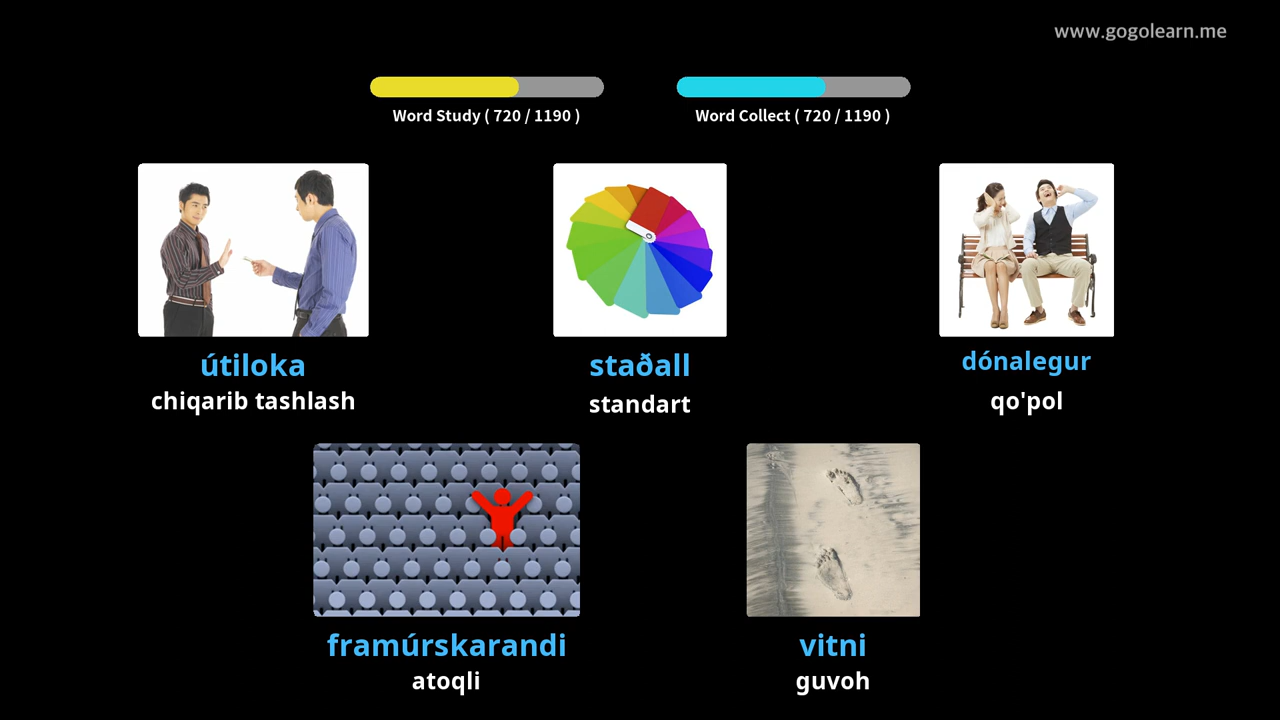 www.gogolearn.me
Word Study ( 720 / 1190 )
Word Collect ( 720 / 1190 )
útiloka
chiqarib tashlash
staðall
standart
dónalegur
qo'pol
framúrskarandi
atoqli
vitni
guvoh